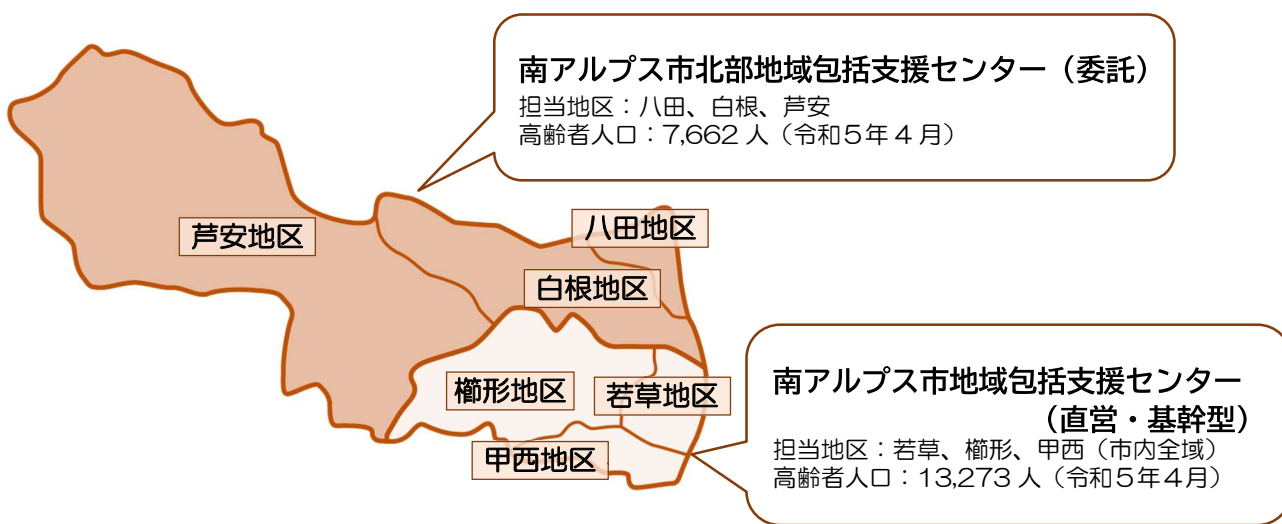 南アルプス市北部地域包括支援センター（委託）
担当地区：八田、白根、芦安
高齢者人口：7,662 人（令和５年４月）
芦安地区
八田地区
白根地区
櫛形地区
若草地区
甲西地区
南アルプス市地域包括支援センター
（直営・基幹型）
担当地区：若草、櫛形、甲西（市内全域）
高齢者人口：13,273 人（令和５年４月）